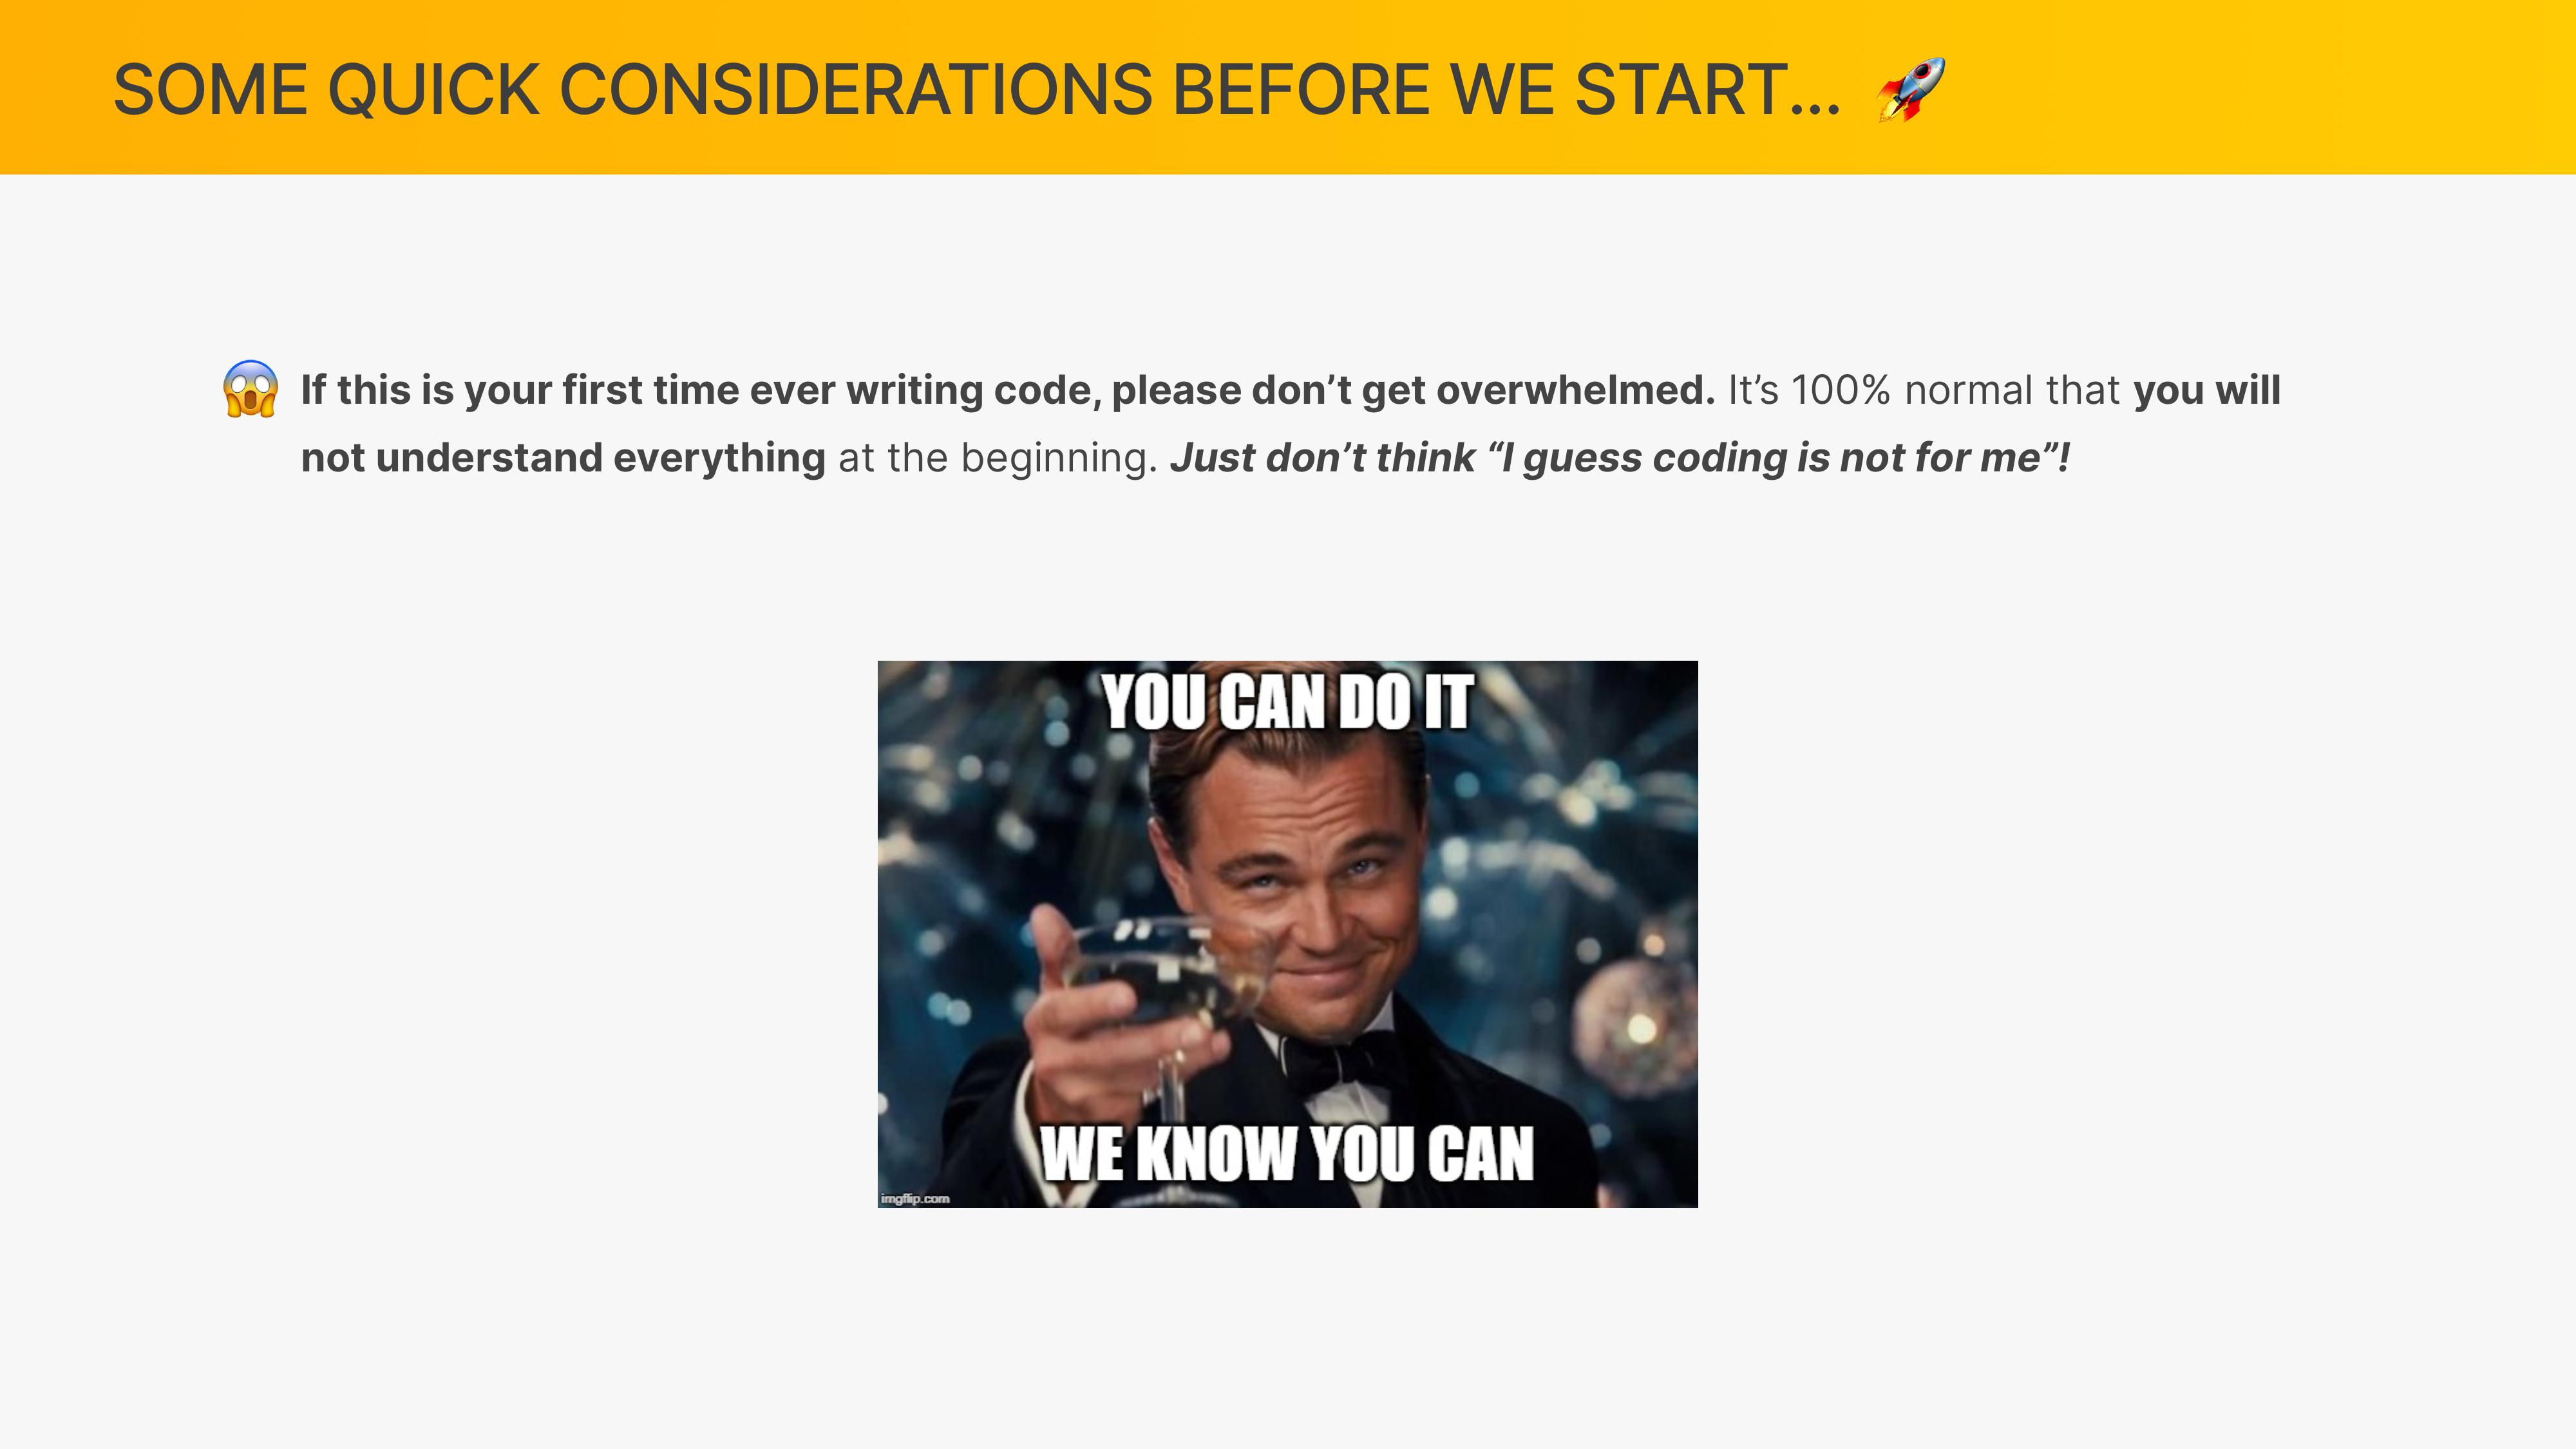 SOME QUICK CONSIDERATIONS BEFORE WE START… 🚀
😱 If this is your first time ever writing code, please don’t get overwhelmed. It’s 100% normal that you will
not understand everything at the beginning. Just don’t think “I guess coding is not for me”!
YOU CAN DO IT
WE KNOW YOU CAN
imgflip.com